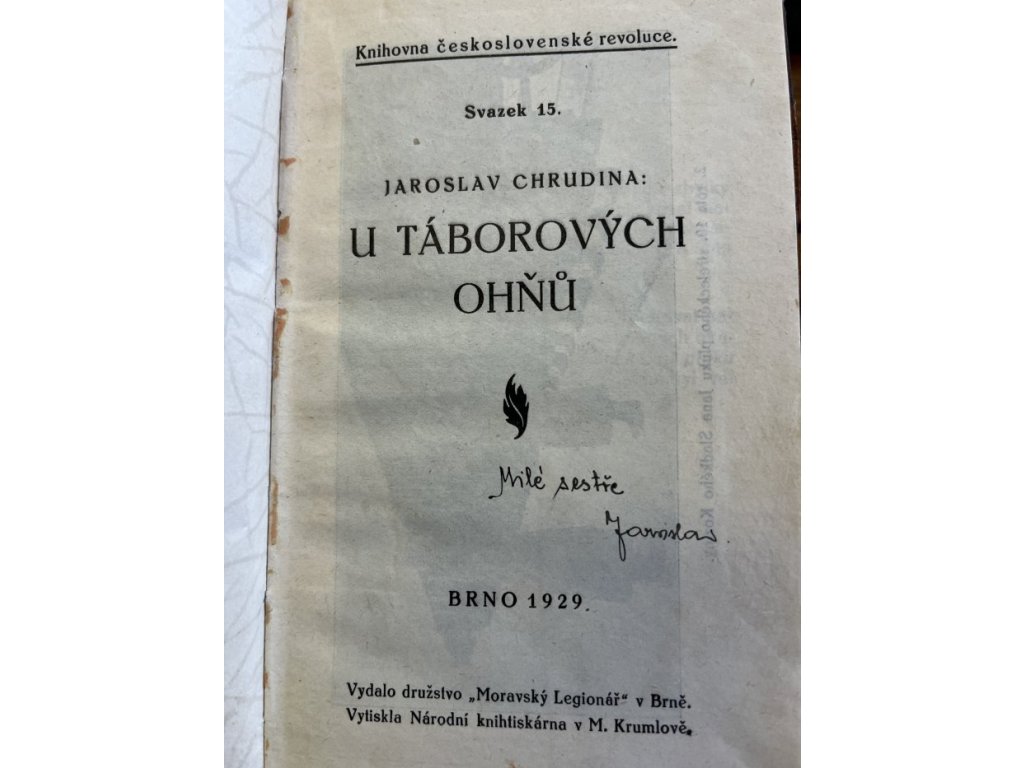 Knihovna československé revoluce.
Svazek 15.
JAROSLAV CHRUDINA:
U TÁBOROVÝCH
OHŇŮ
Milé sestře
Jaroslav.
BRNO 1929.
Vydalo družstvo „Moravský Legionář“ v Brně.
Vytiskla Národní knihtiskárna v M. Krumlově.